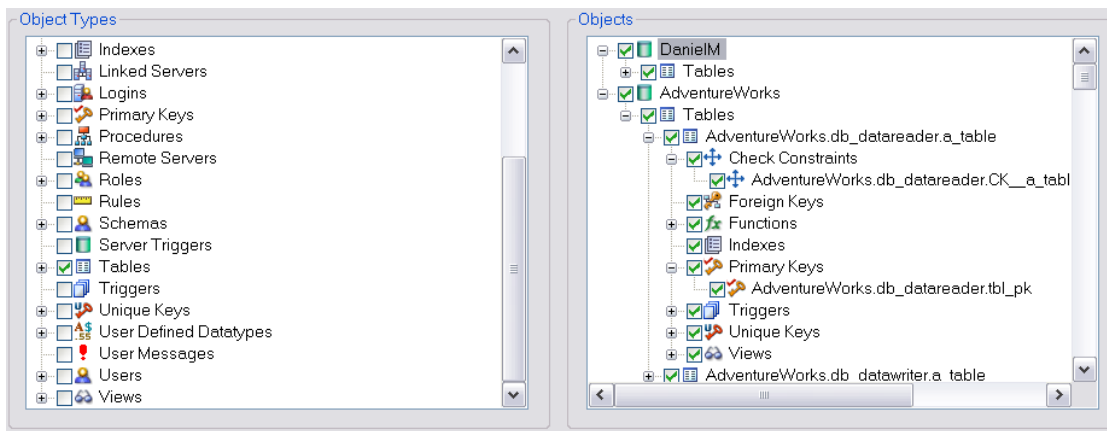 Object Types
Indexes
Linked Servers
Logins
Primary Keys
Procedures
Remote Servers
Roles
Rules
Schemas
Server Triggers
Tables
Triggers
Unique Keys
User Defined Datatypes
User Messages
Users
Views
Objects
DanielM
Tables
AdventureWorks
Tables
AdventureWorks.db_datareader.a_table
Check Constraints
AdventureWorks.db_datareader.CK__a_tabl
Foreign Keys
Functions
Indexes
Primary Keys
AdventureWorks.db_datareader.tbl_pk
Triggers
Unique Keys
Views
AdventureWorks.db_datawriter.a_table